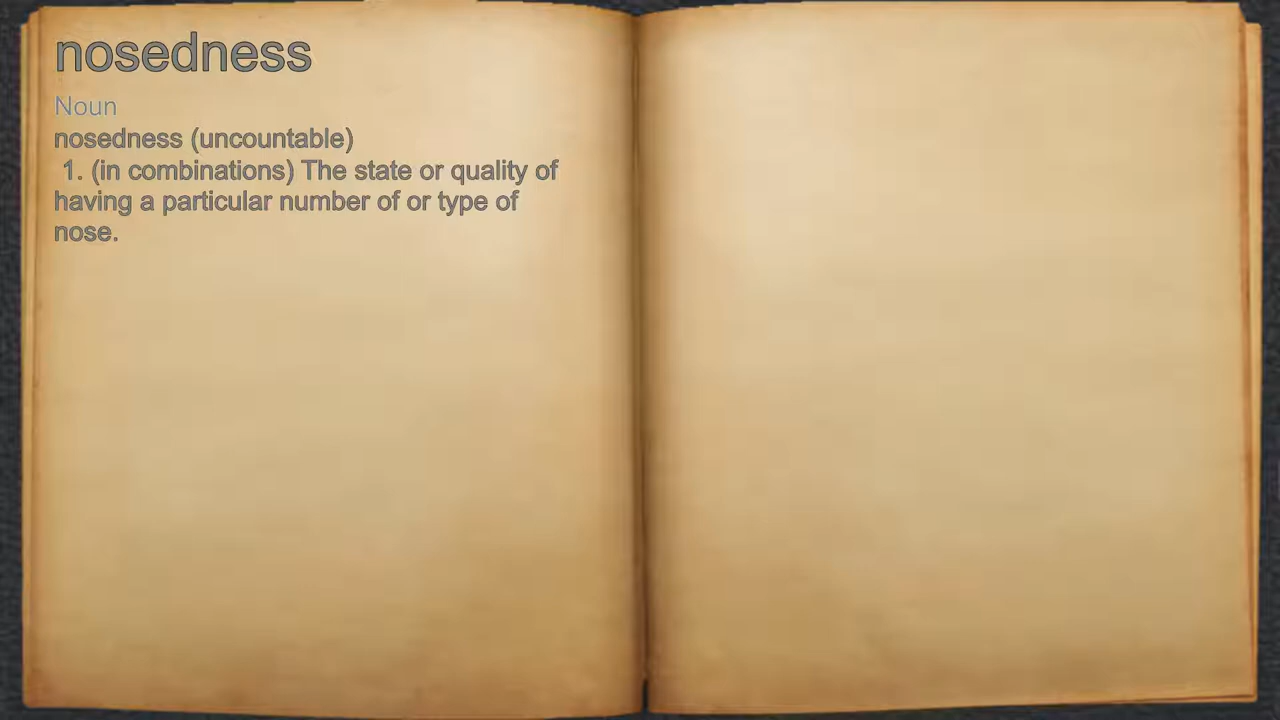 nosedness
Noun
nosedness (uncountable)
1. (in combinations) The state or quality of
having a particular number of or type of
nose.